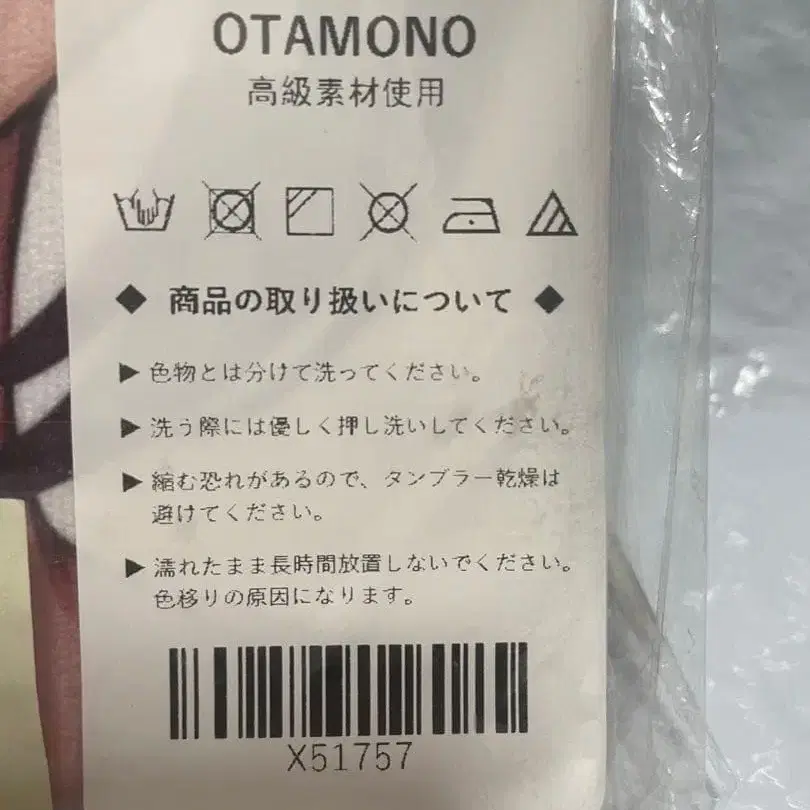 OTAMONO
高級素材使用
◆ 商品の取り扱いについて ◆
▶ 色物とは分けて洗ってください。
▶ 洗う際には優しく押し洗いしてください。
▶ 縮む恐れがあるので、タンブラー乾燥は
避けてください。
▶ 濡れたまま長時間放置しないでください。
色移りの原因になります。
X51757